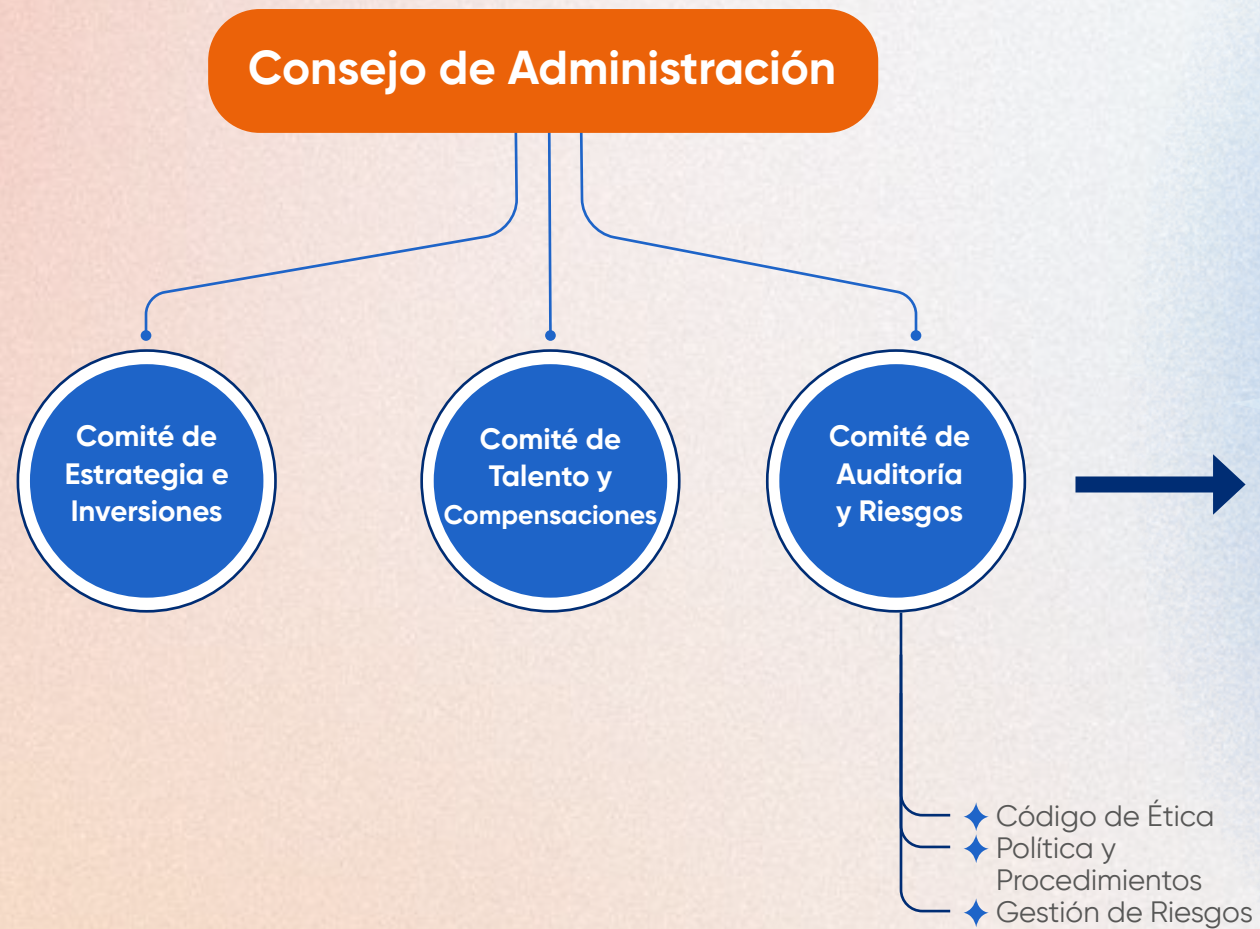 Consejo de Administración
Comité de
Estrategia e
Inversiones
Comité de
Talento y
Compensaciones
Comité de
Auditoría
y Riesgos
Código de Ética
Política y
Procedimientos
Gestión de Riesgos